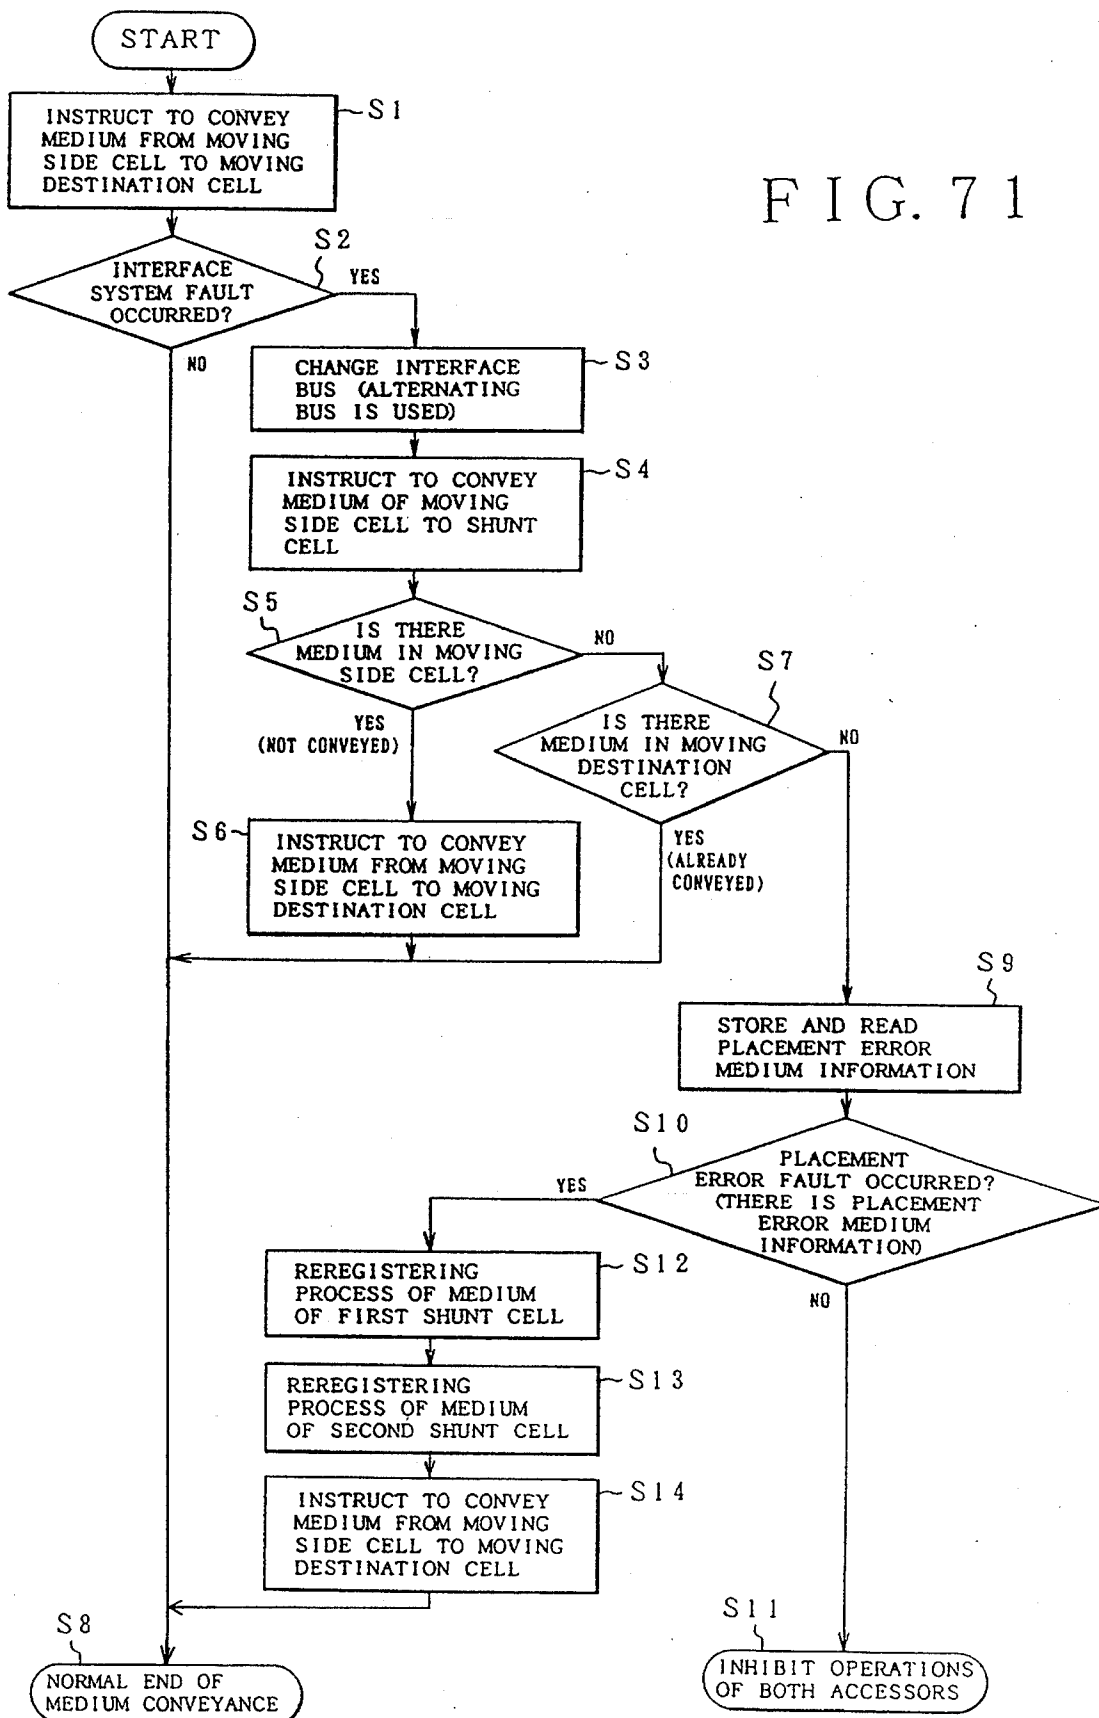 START
S1
INSTRUCT TO CONVEY
MEDIUM FROM MOVING
SIDE CELL TO MOVING
DESTINATION CELL
FIG. 71
S2
INTERFACE
SYSTEM FAULT
OCCURRED?
YES
NO
S3
CHANGE INTERFACE
BUS (ALTERNATING
BUS IS USED)
S4
INSTRUCT TO CONVEY
MEDIUM OF MOVING
SIDE CELL TO SHUNT
CELL
S5
IS THERE
MEDIUM IN MOVING
SIDE CELL?
NO
YES
(NOT CONVEYED)
S7
IS THERE
MEDIUM IN MOVING
DESTINATION
CELL?
NO
YES
(ALREADY
CONVEYED)
S6
INSTRUCT TO CONVEY
MEDIUM FROM MOVING
SIDE CELL TO MOVING
DESTINATION CELL
S9
STORE AND READ
PLACEMENT ERROR
MEDIUM INFORMATION
S10
PLACEMENT
ERROR FAULT OCCURRED?
(THERE IS PLACEMENT
ERROR MEDIUM
INFORMATION)
YES
NO
S12
REREGISTERING
PROCESS OF MEDIUM
OF FIRST SHUNT CELL
S13
REREGISTERING
PROCESS OF MEDIUM
OF SECOND SHUNT CELL
S14
INSTRUCT TO CONVEY
MEDIUM FROM MOVING
SIDE CELL TO MOVING
DESTINATION CELL
S8
NORMAL END OF
MEDIUM CONVEYANCE
S11
INHIBIT OPERATIONS
OF BOTH ACCESSORS